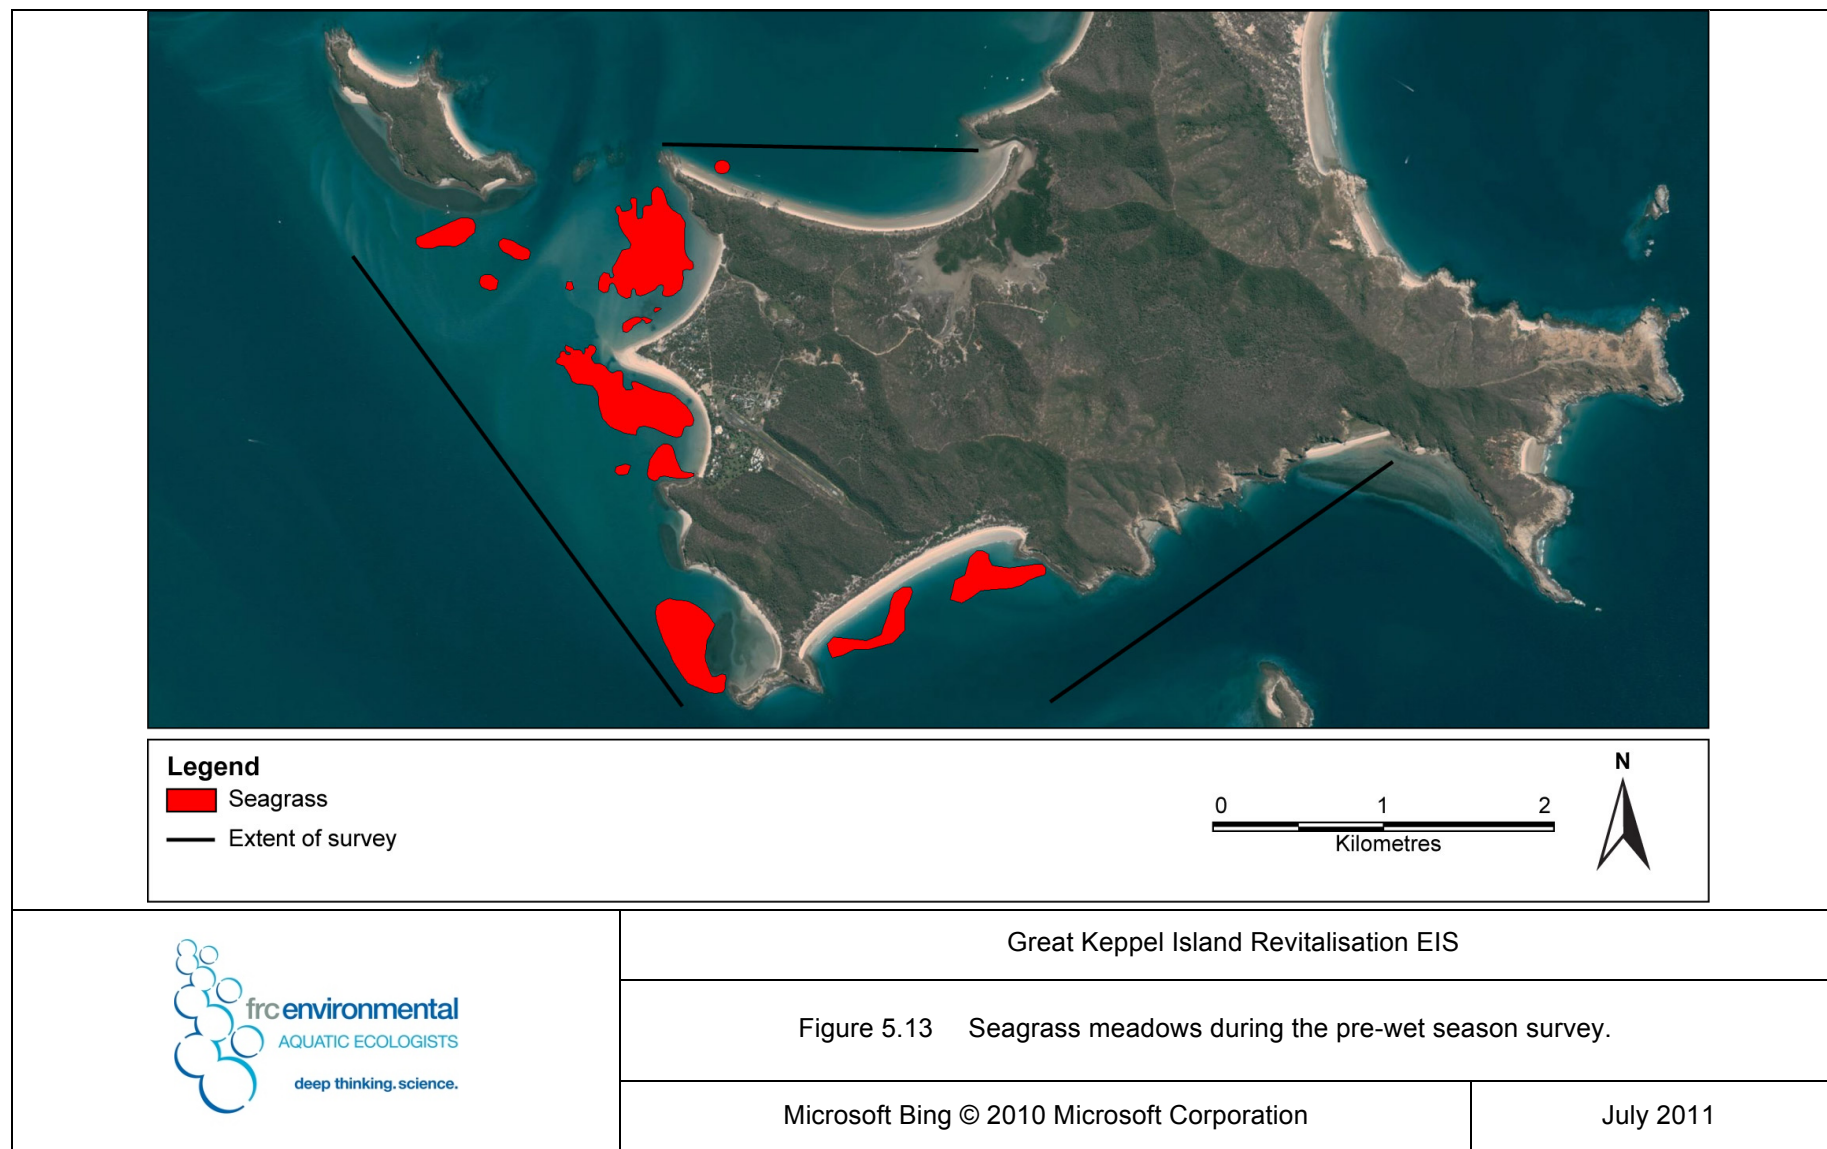 Legend
Seagrass
Extent of survey
0 1 2
Kilometres
N
frc environmental
AQUATIC ECOLOGISTS
deep thinking. science.
Great Keppel Island Revitalisation EIS
Figure 5.13 Seagrass meadows during the pre-wet season survey.
Microsoft Bing © 2010 Microsoft Corporation
July 2011